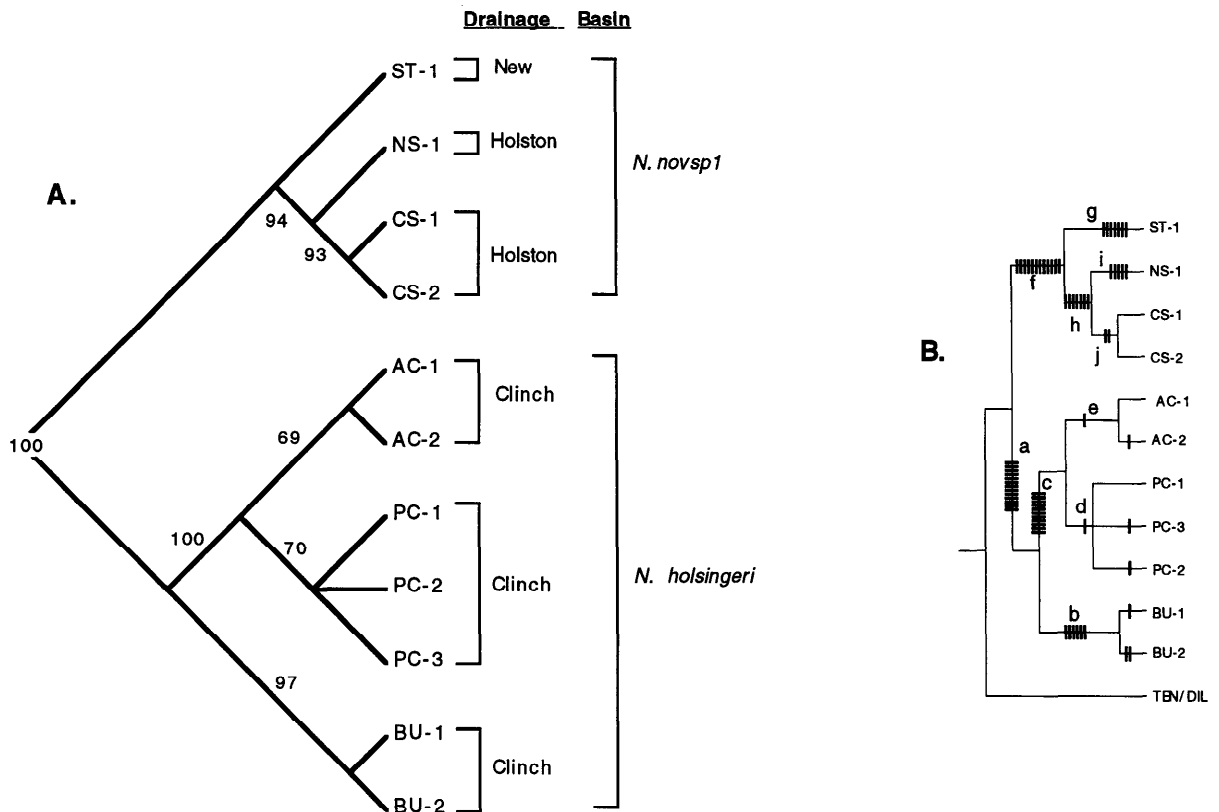 Drainage Basin
A.
ST-1 New
NS-1 Holston
CS-1
Holston
CS-2
N. novsp1
AC-1
Clinch
AC-2
PC-1
PC-2 Clinch
PC-3
N. holsingeri
BU-1
Clinch
BU-2
94
93
100
69
100
70
97
B.
g ST-1
i NS-1
f
h
CS-1
j CS-2
AC-1
e
AC-2
a
c
PC-1
d PC-3
PC-2
b BU-1
BU-2
TEN/DIL